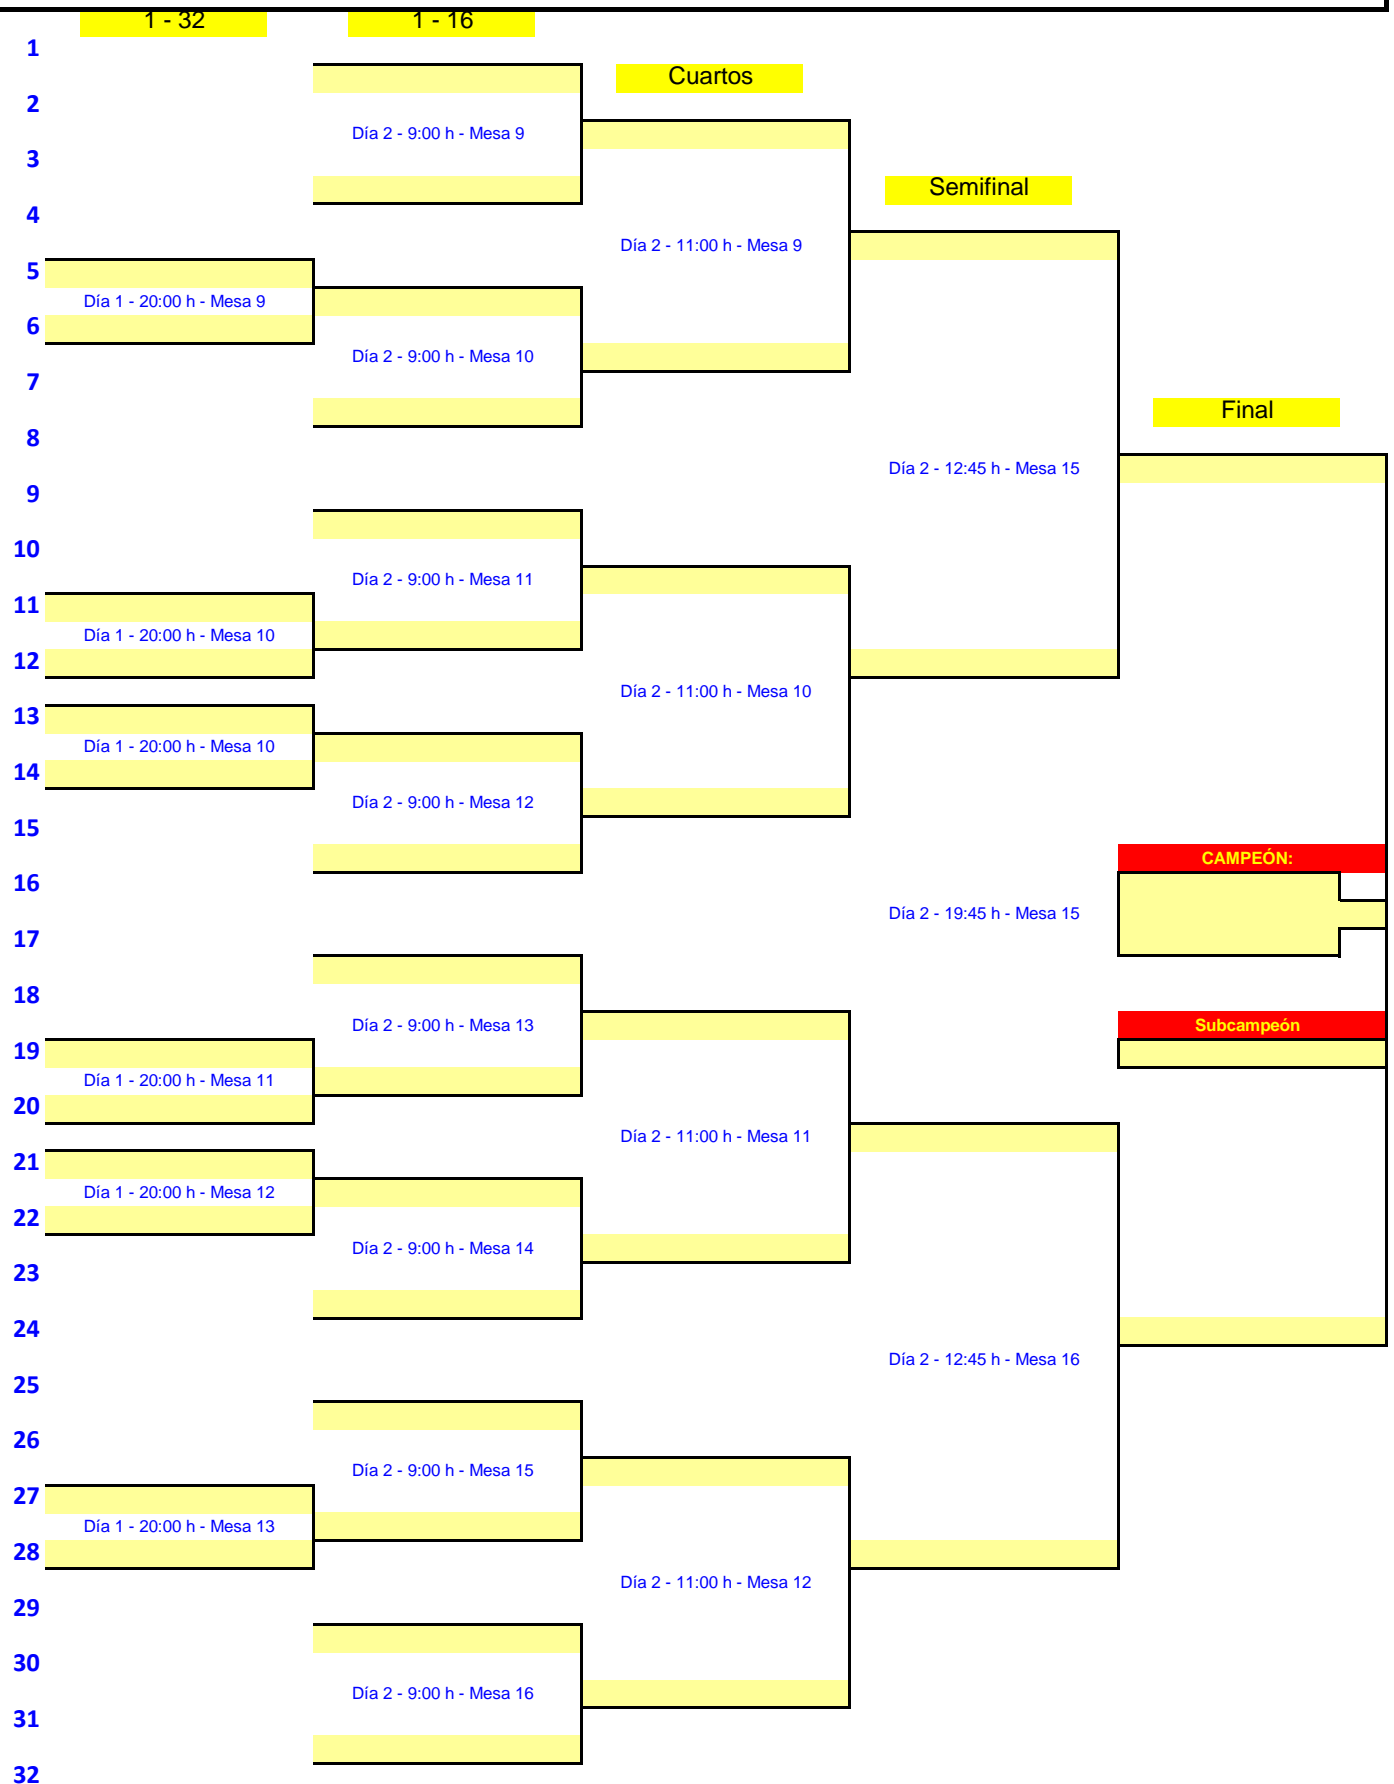 1 - 32
1 - 16
1
Cuartos
2
Día 2 - 9:00 h - Mesa 9
3
Semifinal
4
Día 2 - 11:00 h - Mesa 9
5
Día 1 - 20:00 h - Mesa 9
6
Día 2 - 9:00 h - Mesa 10
7
Final
8
Día 2 - 12:45 h - Mesa 15
9
10
Día 2 - 9:00 h - Mesa 11
11
Día 1 - 20:00 h - Mesa 10
12
Día 2 - 11:00 h - Mesa 10
13
Día 1 - 20:00 h - Mesa 10
14
Día 2 - 9:00 h - Mesa 12
15
CAMPEÓN:
16
Día 2 - 19:45 h - Mesa 15
17
18
Día 2 - 9:00 h - Mesa 13
Subcampeón
19
Día 1 - 20:00 h - Mesa 11
20
Día 2 - 11:00 h - Mesa 11
21
Día 1 - 20:00 h - Mesa 12
22
Día 2 - 9:00 h - Mesa 14
23
24
Día 2 - 12:45 h - Mesa 16
25
26
Día 2 - 9:00 h - Mesa 15
27
Día 1 - 20:00 h - Mesa 13
28
Día 2 - 11:00 h - Mesa 12
29
30
Día 2 - 9:00 h - Mesa 16
31
32